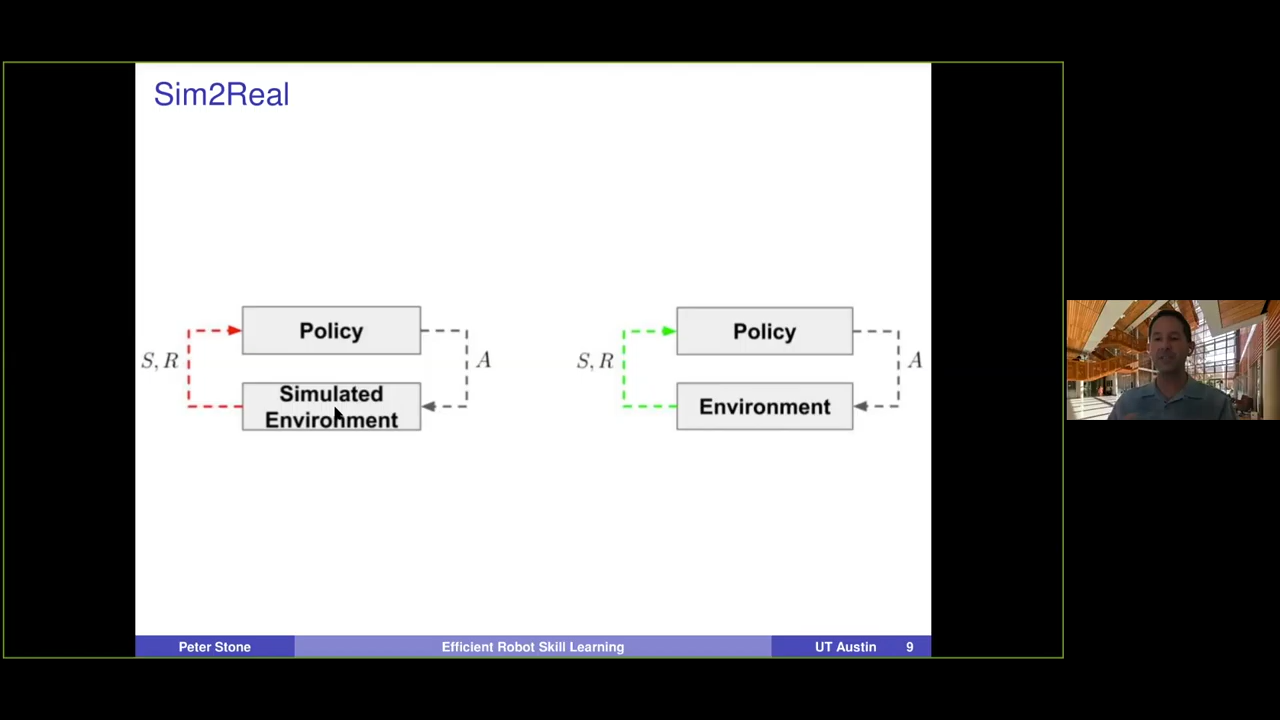 Sim2Real
Policy
S, R
A
Simulated
Environment
Policy
S, R
A
Environment
Peter Stone
Efficient Robot Skill Learning
UT Austin
9